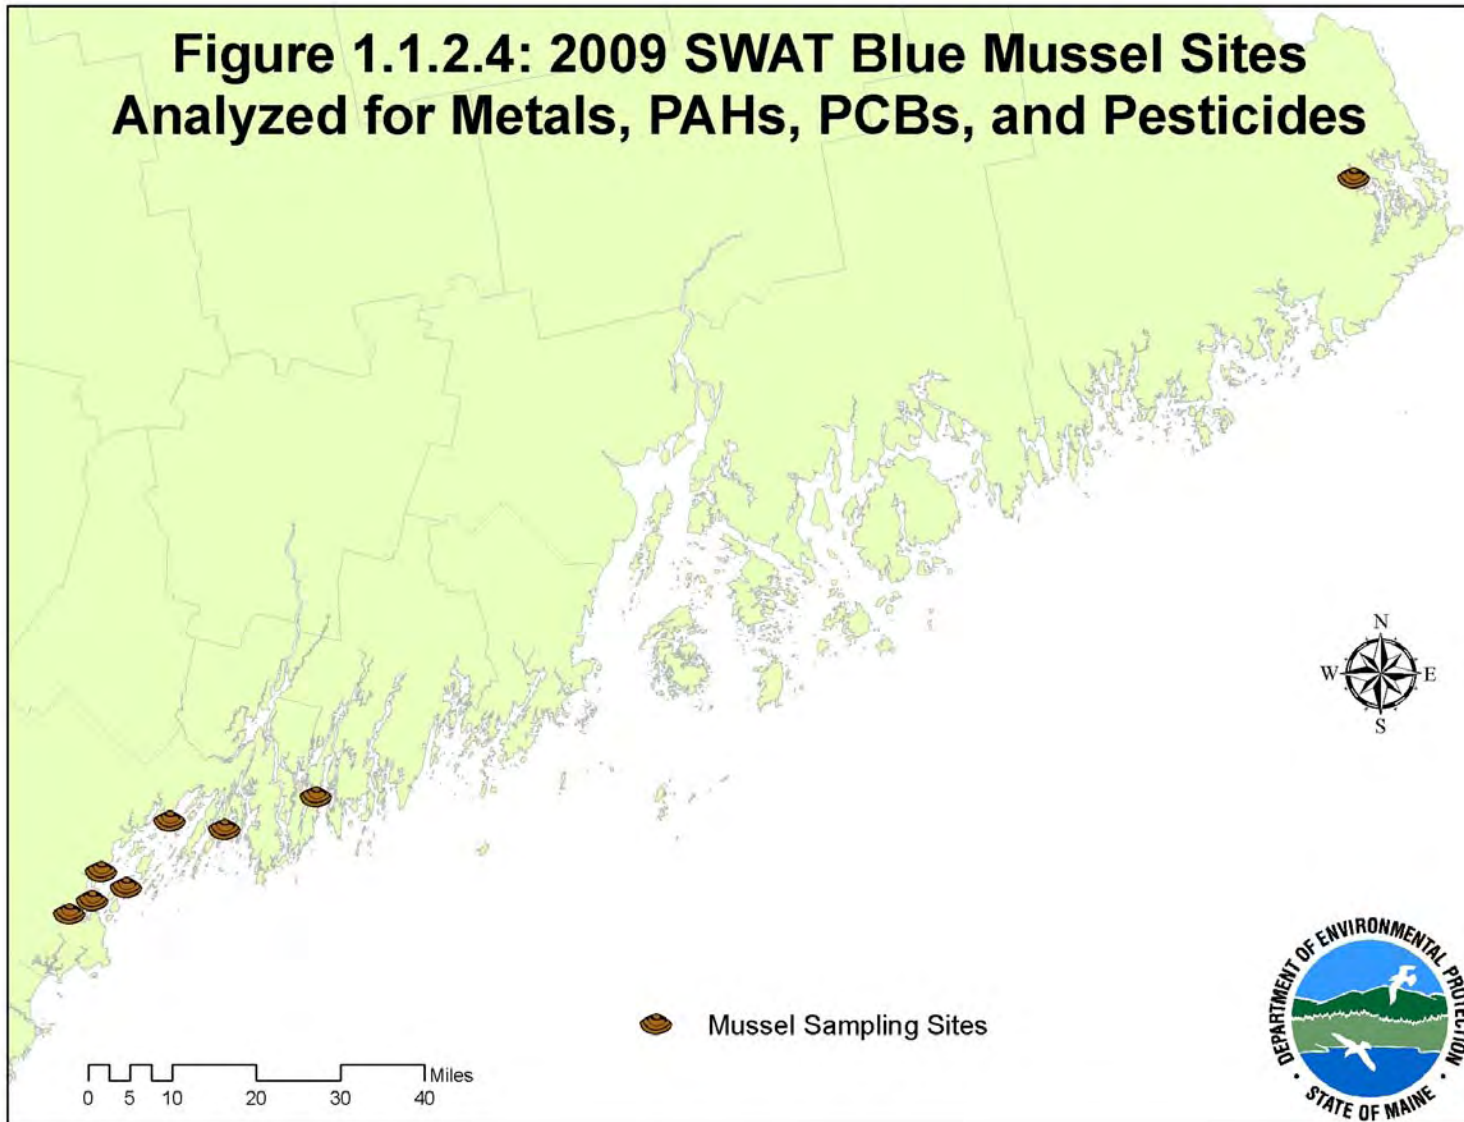 Figure 1.1.2.4: 2009 SWAT Blue Mussel Sites
Analyzed for Metals, PAHs, PCBs, and Pesticides
N
W E
S
Mussel Sampling Sites
Miles
0 5 10 20 30 40
DEPARTMENT OF ENVIRONMENTAL PROTECTION
• STATE OF MAINE •